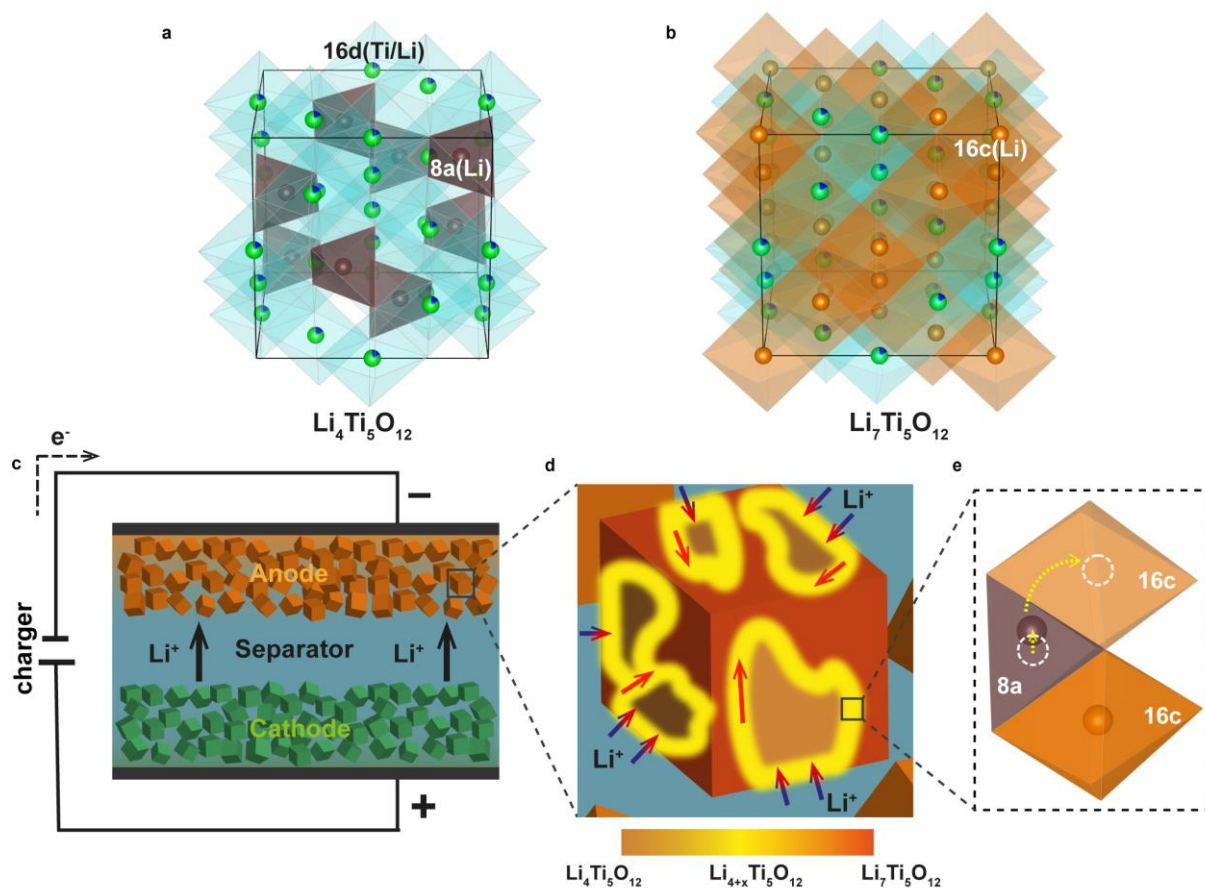 a
16d(Ti/Li)
8a(Li)
Li₄Ti₅O₁₂
b
16c(Li)
Li₇Ti₅O₁₂
c
e⁻
−
charger
Anode
Li⁺
Separator
Li⁺
Cathode
+
d
Li⁺
Li⁺
Li⁺
Li₄Ti₅O₁₂
Li₄₊ₓTi₅O₁₂
Li₇Ti₅O₁₂
e
16c
8a
16c